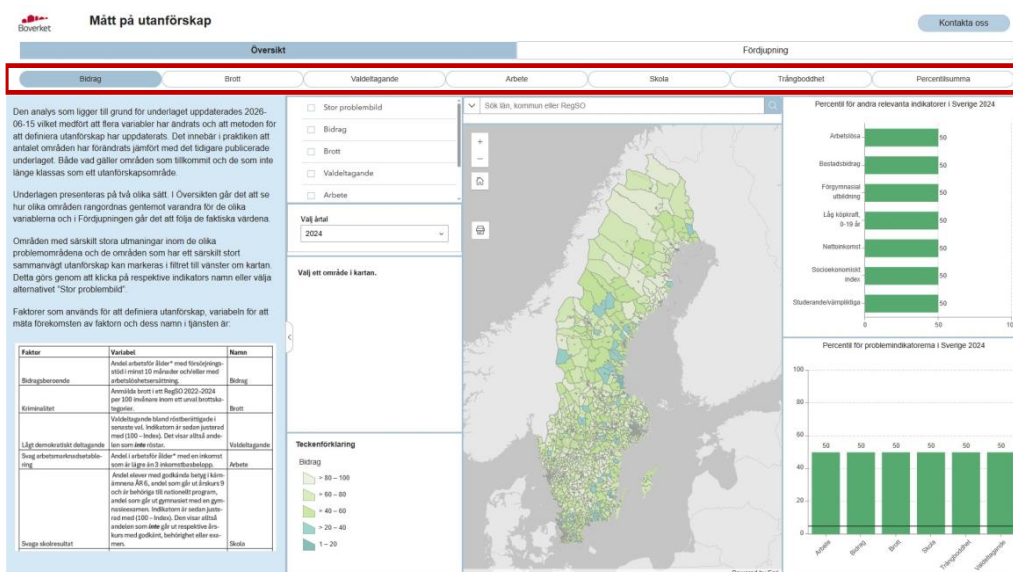 Boverket
Mått på utanförskap
Kontakta oss
Översikt
Fördjupning
Bidrag
Brott
Valdeltagande
Arbete
Skola
Trångboddhet
Percentilsumma
Den analys som ligger till grund för underlaget uppdaterades 2026-
06-15 vilket medfört att flera variabler har ändrats och att metoden för
att definiera utanförskap har uppdaterats. Det innebär i praktiken att
antalet områden har förändrats jämfört med det tidigare publicerade
underlaget. Både vad gäller områden som tillkommit och de som inte
länge klassas som ett utanförskapsområde.
Underlagen presenteras på två olika sätt. I Översikten går det att se
hur olika områden rangordnas gentemot varandra för de olika
variablerna och i Fördjupningen går det att följa de faktiska värdena.
Områden med särskilt stora utmaningar inom de olika
problemområdena och de områden som har ett särskilt stort
sammanvägt utanförskap kan markeras i filtret till vänster om kartan.
Detta görs genom att klicka på respektive indikators namn eller välja
alternativet "Stor problembild".
Faktorer som används för att definiera utanförskap, variabeln för att
mäta förekomsten av faktorn och dess namn i tjänsten är:
Faktor
Variabel
Namn
Andel arbetsför ålder* med försörjnings-
stöd i minst 10 månader och/eller med
Bidragsberoende
arbetslöshetsersättning.
Bidrag
Anmälda brott i ett RegSO 2022–2024
per 100 invånare inom ett urval brottska-
Kriminalitet
tegorier.
Brott
Valdeltagande bland röstberättigade i
senaste val. Indikatorn är sedan justerad
med (100 – Index). Det visar alltså ande-
Lågt demokratiskt deltagande
len som inte röstar.
Valdeltagande
Svag arbetsmarknadsetable-
ring
Andel i arbetsför ålder* med en inkomst
som är lägre än 3 inkomstbasbelopp.
Arbete
Andel elever med godkända betyg i kärn-
ämnena ÅR 6, andel som går ut årskurs 9
och är behöriga till nationellt program,
andel som går ut gymnasiet med en gym-
nasieexamen. Indikatorn är sedan juste-
rad med (100 – Index). Den visar alltså
andelen som inte går ut respektive års-
kurs med godkänt, behörighet eller exa-
Svaga skolresultat
men.
Skola
Stor problembild
Bidrag
Brott
Valdeltagande
Arbete
Välj årtal
2024
Välj ett område i kartan.
Teckenförklaring
Bidrag
> 80 – 100
> 60 – 80
> 40 – 60
> 20 – 40
1 – 20
Sök län, kommun eller RegSO
+
−
Percentil för andra relevanta indikatorer i Sverige 2024
Arbetslösa
50
Bostadsbidrag
50
Förgymnasial
utbildning
50
Låg köpkraft,
0-19 år
50
Nettoinkomst
50
Socioekonomiskt
index
50
Studerande/värnpliktiga
50
0
50
Percentil för problemindikatorerna i Sverige 2024
100
80
60
40
20
0
50
50
50
50
50
50
Arbete
Bidrag
Brott
Skola
Trångboddhet
Valdeltagande